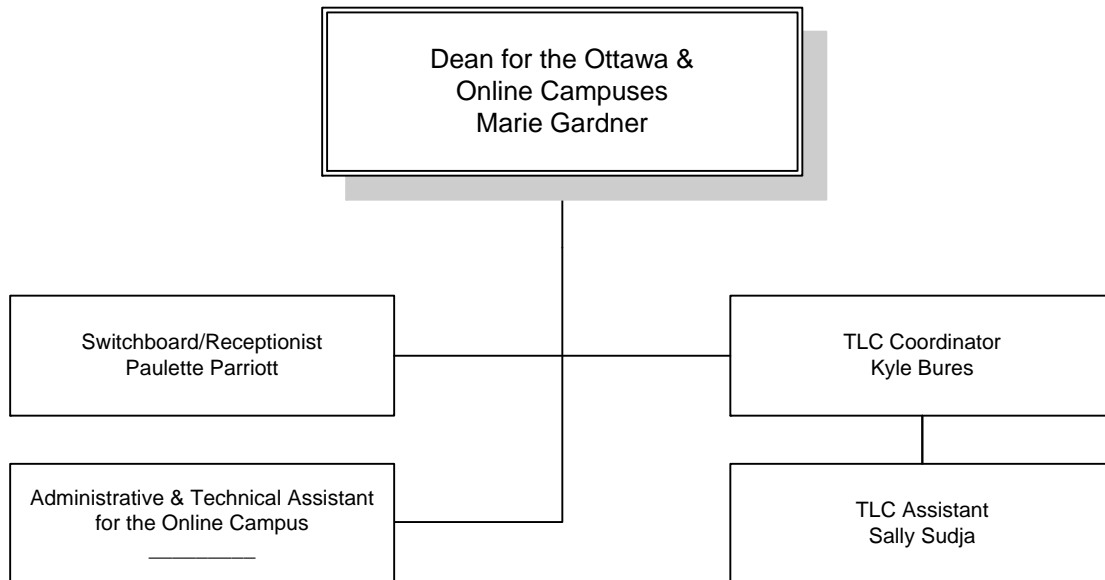 Dean for the Ottawa &
Online Campuses
Marie Gardner
Switchboard/Receptionist
Paulette Parriott
TLC Coordinator
Kyle Bures
Administrative & Technical Assistant
for the Online Campus
_________
TLC Assistant
Sally Sudja